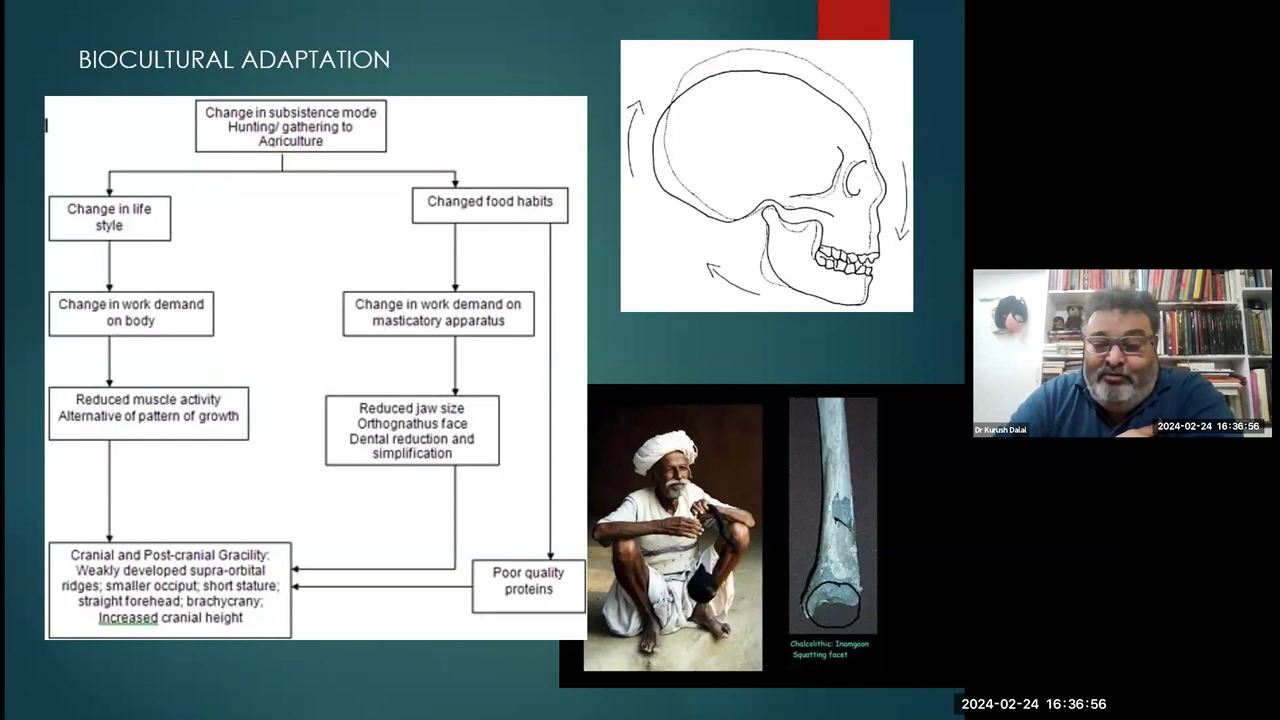 BIOCULTURAL ADAPTATION
Change in subsistence mode
Hunting/ gathering to
Agriculture
Change in life
style
Changed food habits
Change in work demand
on body
Change in work demand on
masticatory apparatus
Reduced muscle activity
Alternative of pattern of growth
Reduced jaw size
Orthognathus face
Dental reduction and
simplification
Cranial and Post-cranial Gracility:
Weakly developed supra-orbital
ridges; smaller occiput; short stature;
straight forehead; brachycrany;
Increased cranial height
Poor quality
proteins
Chalcolithic: Inamgaon
Squatting facet
Dr Kurush Dalal
2024-02-24 16:36:56
2024-02-24 16:36:56